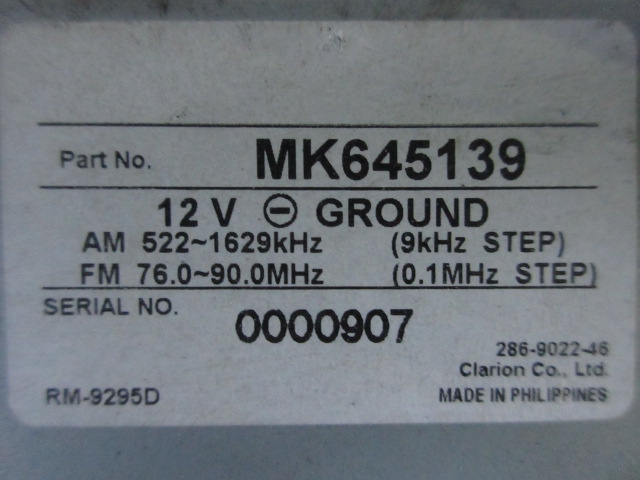 Part No. MK645139
12 V ⊖ GROUND
AM 522~1629kHz (9kHz STEP)
FM 76.0~90.0MHz (0.1MHz STEP)
SERIAL NO. 0000907
286-9022-46
Clarion Co., Ltd.
RM-9295D MADE IN PHILIPPINES